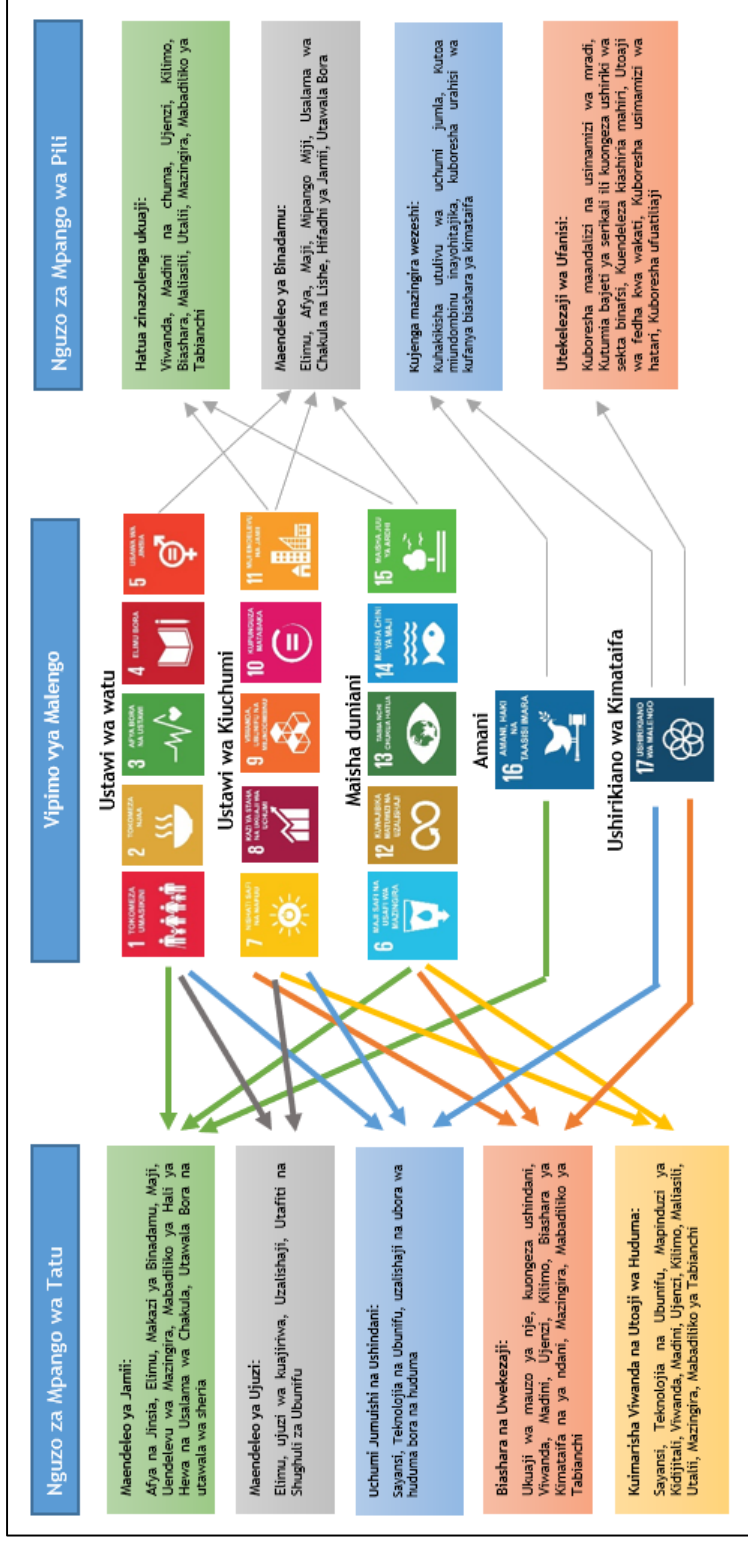 Nguzo za Mpango wa Tatu
Maendeleo ya Jamii:
Afya na Jinsia, Elimu, Makazi ya Binadamu, Maji,
Uendelevu wa Mazingira, Mabadiliko ya Hali ya
Hewa na Usalama wa Chakula, Utawala Bora na
utawala wa sheria
Maendeleo ya Ujuzi:
Elimu, ujuzi wa kuajiriwa, Uzalishaji, Utafiti na
Shughuli za Ubunifu
Uchumi Jumuishi na Ushindani:
Sayansi, Teknolojia na Ubunifu, uzalishaji na ubora wa
huduma bora na huduma
Biashara na Uwekezaji:
Ukuaji wa mauzo ya nje, kuongeza ushindani,
Viwanda, Madini, Ujenzi, Kilimo, Biashara ya
Kimataifa na ya ndani, Mazingira, Mabadiliko ya
Tabianchi
Kuimarisha Viwanda na Utoaji wa Huduma:
Sayansi, Teknolojia na Ubunifu, Mapinduzi ya
Kidijitali, Viwanda, Madini, Ujenzi, Kilimo, Maliasili,
Utalii, Mazingira, Mabadiliko ya Tabianchi
Vipimo vya Malengo
Ustawi wa watu
1 TOKOMEZA
UMASIKINI
2 TOKOMEZA
NJAA
3 AFYA BORA
NA USTAWI
4 ELIMU BORA
5 USAWA WA
JINSIA
Ustawi wa Kiuchumi
7 NISHATI SAFI
NA NAFUU
8 KAZI YA STAHA
NA UKUAJI WA
UCHUMI
9 VIWANDA,
UBUNIFU NA
MIUNDOMBINU
10 KUPUNGUZA
MATABAKA
11 MIJI ENDELEVU
NA JAMII
Maisha duniani
6 MAJI SAFI NA
USAFI WA
MAZINGIRA
12 KUWAJIBIKA
MATUMIZI NA
UZALISHAJI
13 TABIA NCHI
CHUKUA HATUA
14 MAISHA CHINI
YA MAJI
15 MAISHA JUU
YA ARDHI
Amani
16 AMANI, HAKI
NA
TAASISI IMARA
Ushirikiano wa Kimataifa
17 USHIRIKIANO
WA MALENGO
Nguzo za Mpango wa Pili
Hatua zinazolenga ukuaji:
Viwanda, Madini na chuma, Ujenzi, Kilimo,
Biashara, Maliasili, Utalii, Mazingira, Mabadiliko ya
Tabianchi
Maendeleo ya Binadamu:
Elimu, Afya, Maji, Mipango Miji, Usalama wa
Chakula na Lishe, Hifadhi ya Jamii, Utawala Bora
Kujenga mazingira wezeshi:
Kuhakikisha utulivu wa uchumi jumla, Kutoa
miundombinu inayohitajika, kuboresha urahisi wa
kufanya biashara ya kimataifa
Utekelezaji wa Ufanisi:
Kuboresha maandalizi na usimamizi wa mradi,
Kutumia bajeti ya serikali ili kuongeza ushiriki wa
sekta binafsi, Kuendeleza kiashiria mahiri, Utoaji
wa fedha kwa wakati, Kuboresha usimamizi wa
hatari, Kuboresha ufuatiliaji